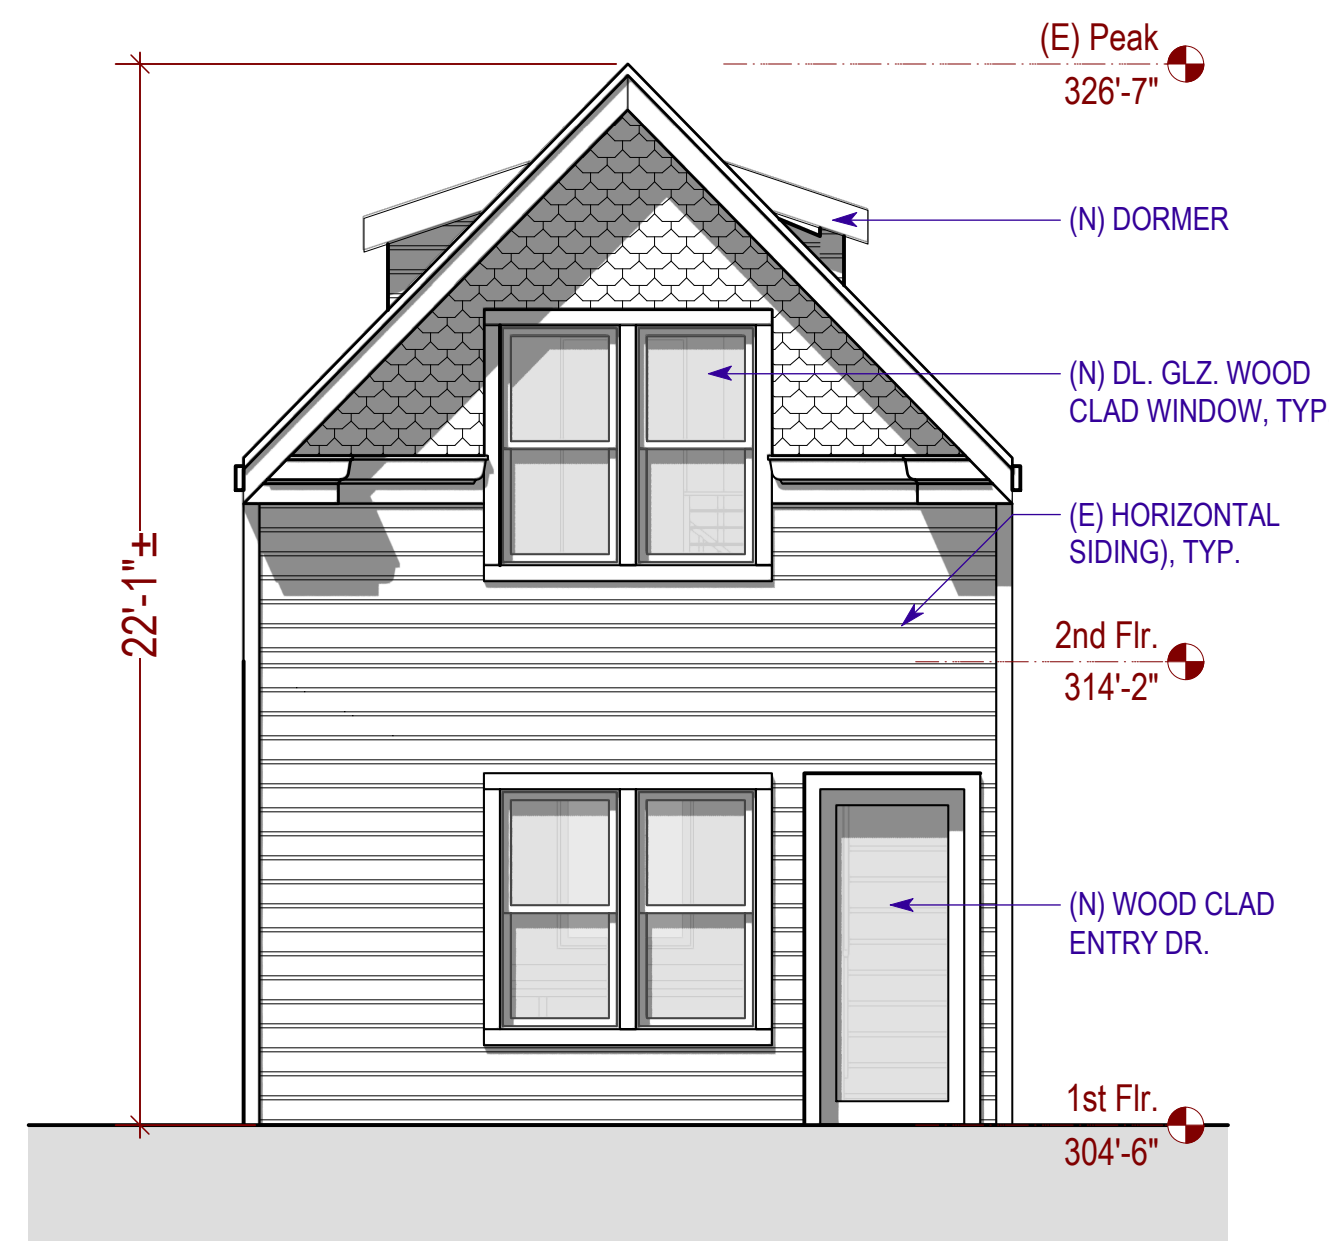 (E) Peak
326'-7"
(N) DORMER
(N) DL. GLZ. WOOD
CLAD WINDOW, TYP
(E) HORIZONTAL
SIDING), TYP.
22'-1"±
2nd Flr.
314'-2"
(N) WOOD CLAD
ENTRY DR.
1st Flr.
304'-6"